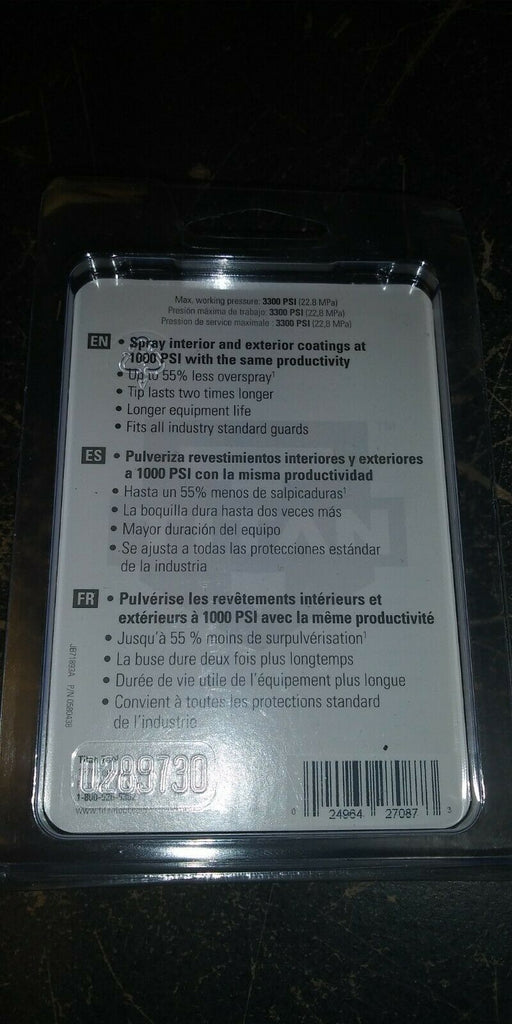 Max. working pressure: 3300 PSI (22,8 MPa)
Presión máxima de trabajo: 3300 PSI (22,8 MPa)
Pression de service maximale : 3300 PSI (22,8 MPa)
EN • Spray interior and exterior coatings at
1000 PSI with the same productivity
• Up to 55% less overspray¹
• Tip lasts two times longer
• Longer equipment life
• Fits all industry standard guards
ES • Pulveriza revestimientos interiores y exteriores
a 1000 PSI con la misma productividad
• Hasta un 55% menos de salpicaduras¹
• La boquilla dura hasta dos veces más
• Mayor duración del equipo
• Se ajusta a todas las protecciones estándar
de la industria
FR • Pulvérise les revêtements intérieurs et
extérieurs à 1000 PSI avec la même productivité
• Jusqu'à 55 % moins de surpulvérisation¹
• La buse dure deux fois plus longtemps
• Durée de vie utile de l'équipement plus longue
• Convient à toutes les protections standard
de l'industrie
0289730
0 24964 27087 3